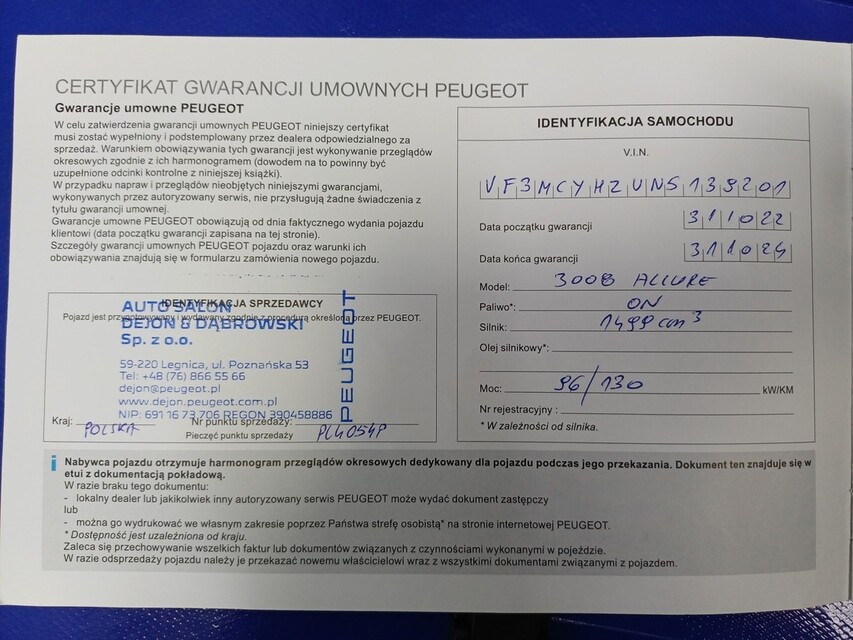 CERTYFIKAT GWARANCJI UMOWNYCH PEUGEOT
Gwarancje umowne PEUGEOT
W celu zatwierdzenia gwarancji umownych PEUGEOT niniejszy certyfikat
musi zostać wypełniony i podstemplowany przez dealera odpowiedzialnego za
sprzedaż. Warunkiem obowiązywania tych gwarancji jest wykonywanie przeglądów
okresowych zgodnie z ich harmonogramem (dowodem na to powinny być
uzupełnione odcinki kontrolne z niniejszej książki).
W przypadku napraw i przeglądów nieobjętych niniejszymi gwarancjami,
wykonywanych przez autoryzowany serwis, nie przysługują żadne świadczenia z
tytułu gwarancji umownej.
Gwarancje umowne PEUGEOT obowiązują od dnia faktycznego wydania pojazdu
klientowi (data początku gwarancji zapisana na tej stronie).
Szczegóły gwarancji umownych PEUGEOT pojazdu oraz warunki ich
obowiązywania znajdują się w formularzu zamówienia nowego pojazdu.
IDENTYFIKACJA SPRZEDAWCY
Pojazd jest przygotowywany i wydawany zgodnie z procedurą określoną przez PEUGEOT.
AUTO SALON
DEJON & DĄBROWSKI
Sp. z o.o.
59-220 Legnica, ul. Poznańska 53
Tel: +48 (76) 866 55 66
dejon@peugeot.pl
www.dejon.peugeot.com.pl
NIP: 691 16 73 706 REGON 390458886
PEUGEOT
Kraj: POLSKA Nr punktu sprzedaży: PL4054P
Pieczęć punktu sprzedaży
IDENTYFIKACJA SAMOCHODU
V.I.N.
VF3MCYHZUNS139201
Data początku gwarancji 311022
Data końca gwarancji 311024
Model: 3008 ALLURE
Paliwo*: ON
Silnik: 1499 cm3
Olej silnikowy*:
Moc: 96/130 kW/KM
Nr rejestracyjny :
* W zależności od silnika.
i Nabywca pojazdu otrzymuje harmonogram przeglądów okresowych dedykowany dla pojazdu podczas jego przekazania. Dokument ten znajduje się w
etui z dokumentacją pokładową.
W razie braku tego dokumentu:
- lokalny dealer lub jakikolwiek inny autoryzowany serwis PEUGEOT może wydać dokument zastępczy
lub
- można go wydrukować we własnym zakresie poprzez Państwa strefę osobistą* na stronie internetowej PEUGEOT.
* Dostępność jest uzależniona od kraju.
Zaleca się przechowywanie wszelkich faktur lub dokumentów związanych z czynnościami wykonanymi w pojeździe.
W razie odsprzedaży pojazdu należy je przekazać nowemu właścicielowi wraz z wszystkimi dokumentami związanymi z pojazdem.